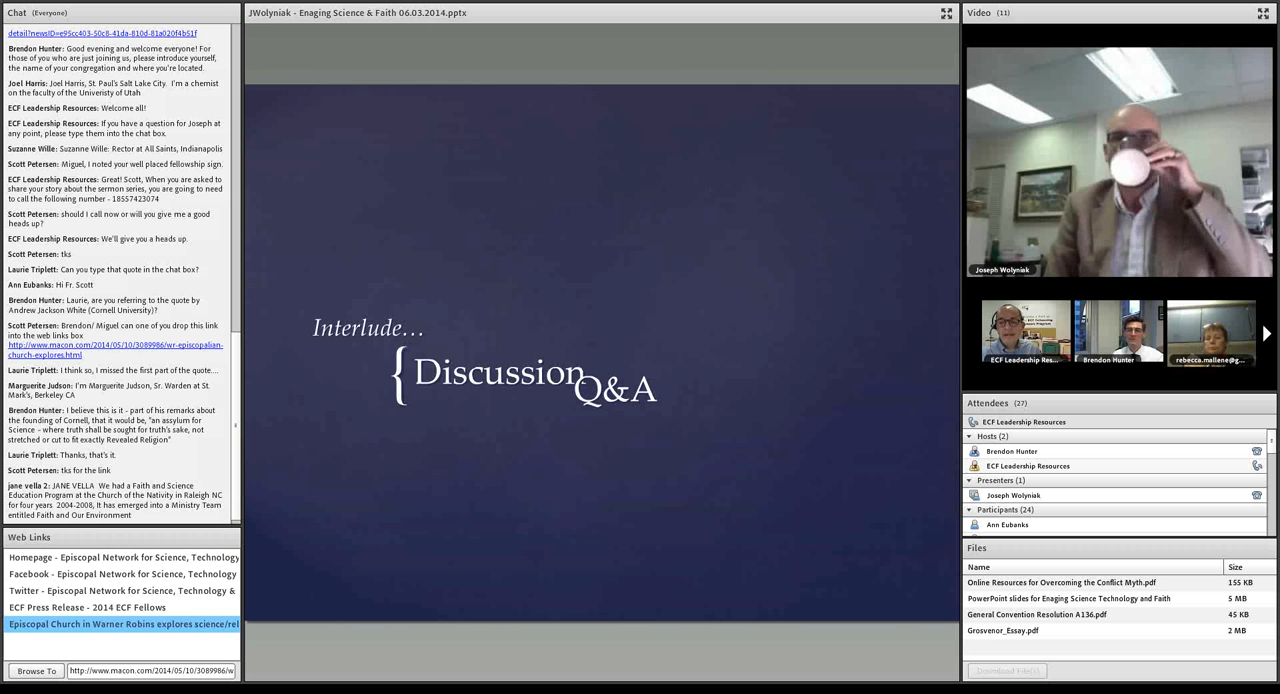 Chat (Everyone)
detail?newsID=e95cc403-50c8-41da-810d-81a020f4b51f
Brendon Hunter: Good evening and welcome everyone! For
those of you who are just joining us, please introduce yourself,
the name of your congregation and where you're located.
Joel Harris: Joel Harris, St. Paul's Salt Lake City. I'm a chemist
on the faculty of the Univeristy of Utah
ECF Leadership Resources: Welcome all!
ECF Leadership Resources: If you have a question for Joseph at
any point, please type them into the chat box.
Suzanne Wille: Suzanne Wille: Rector at All Saints, Indianapolis
Scott Petersen: Miguel, I noted your well placed fellowship sign.
ECF Leadership Resources: Great! Scott, When you are asked to
share your story about the sermon series, you are going to need
to call the following number - 18557423074
Scott Petersen: should I call now or will you give me a good
heads up?
ECF Leadership Resources: We'll give you a heads up.
Scott Petersen: tks
Laurie Triplett: Can you type that quote in the chat box?
Ann Eubanks: Hi Fr. Scott
Brendon Hunter: Laurie, are you referring to the quote by
Andrew Jackson White (Cornell University)?
Scott Petersen: Brendon/ Miguel can one of you drop this link
into the web links box
http://www.macon.com/2014/05/10/3089986/wr-episcopalian-
church-explores.html
Laurie Triplett: I think so, I missed the first part of the quote....
Marguerite Judson: I'm Marguerite Judson, Sr. Warden at St.
Mark's, Berkeley CA
Brendon Hunter: I believe this is it - part of his remarks about
the founding of Cornell, that it would be, "an assylum for
Science – where truth shall be sought for truth's sake, not
stretched or cut to fit exactly Revealed Religion"
Laurie Triplett: Thanks, that's it.
Scott Petersen: tks for the link
jane vella 2: JANE VELLA We had a Faith and Science
Education Program at the Church of the Nativity in Raleigh NC
for four years 2004-2008, It has emerged into a Ministry Team
entitled Faith and Our Environment
Web Links
Homepage - Episcopal Network for Science, Technology
Facebook - Episcopal Network for Science, Technology
Twitter - Episcopal Network for Science, Technology &
ECF Press Release - 2014 ECF Fellows
Episcopal Church in Warner Robins explores science/rel
Browse To
http://www.macon.com/2014/05/10/3089986/w
JWolyniak - Enaging Science & Faith 06.03.2014.pptx
Interlude...
{ Discussion
Q&A
Video (11)
Joseph Wolyniak
ECF Leadership Res...
Brendon Hunter
rebecca.mallene@g...
Attendees (27)
ECF Leadership Resources
Hosts (2)
Brendon Hunter
ECF Leadership Resources
Presenters (1)
Joseph Wolyniak
Participants (24)
Ann Eubanks
Files
Name Size
Online Resources for Overcoming the Conflict Myth.pdf 155 KB
PowerPoint slides for Enaging Science Technology and Faith 5 MB
General Convention Resolution A136.pdf 45 KB
Grosvenor_Essay.pdf 2 MB
Download File(s)